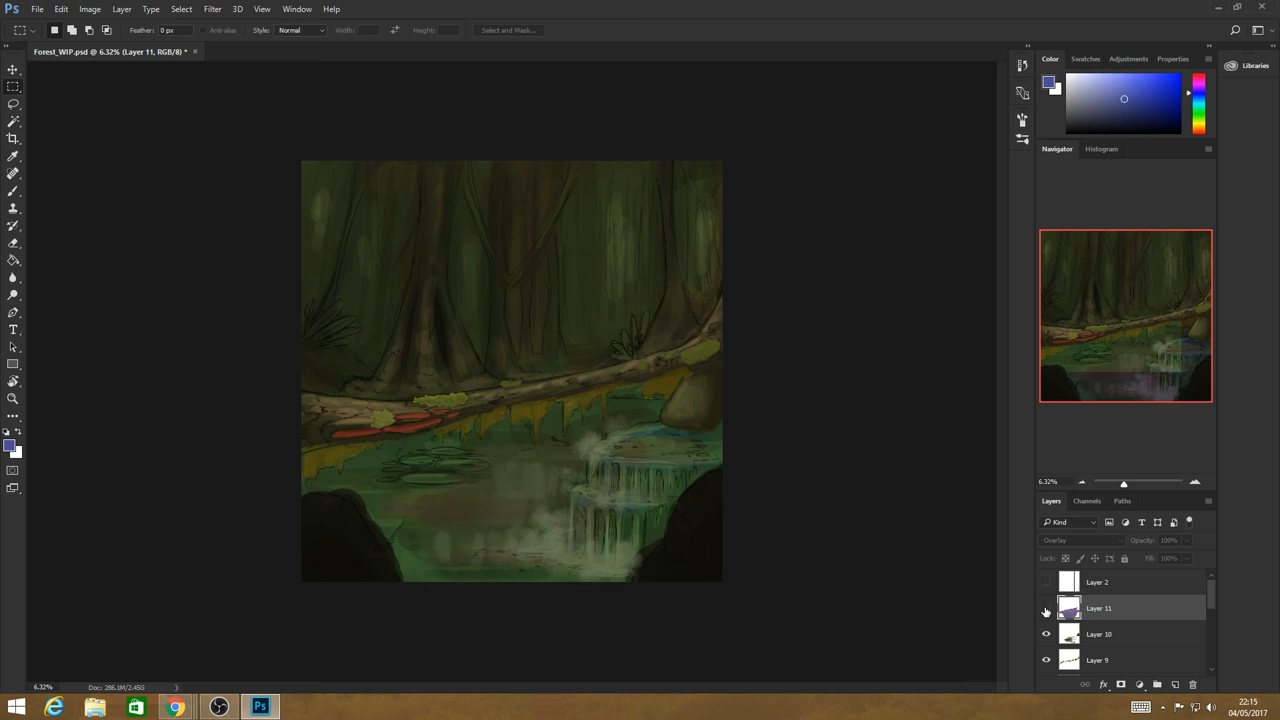 Ps File Edit Image Layer Type Select Filter 3D View Window Help
Feather: 0 px Anti-alias Style: Normal Width: Height: Select and Mask...
Forest_WIP.psd @ 6.32% (Layer 11, RGB/8) * ×
Color Swatches Adjustments Properties
Libraries
Navigator Histogram
6.32%
Layers Channels Paths
Kind
Overlay Opacity: 100%
Lock: Fill: 100%
Layer 2
Layer 11
Layer 10
Layer 9
fx
6.32% Doc: 286.1M/2.45G
Ps
22:15
04/05/2017